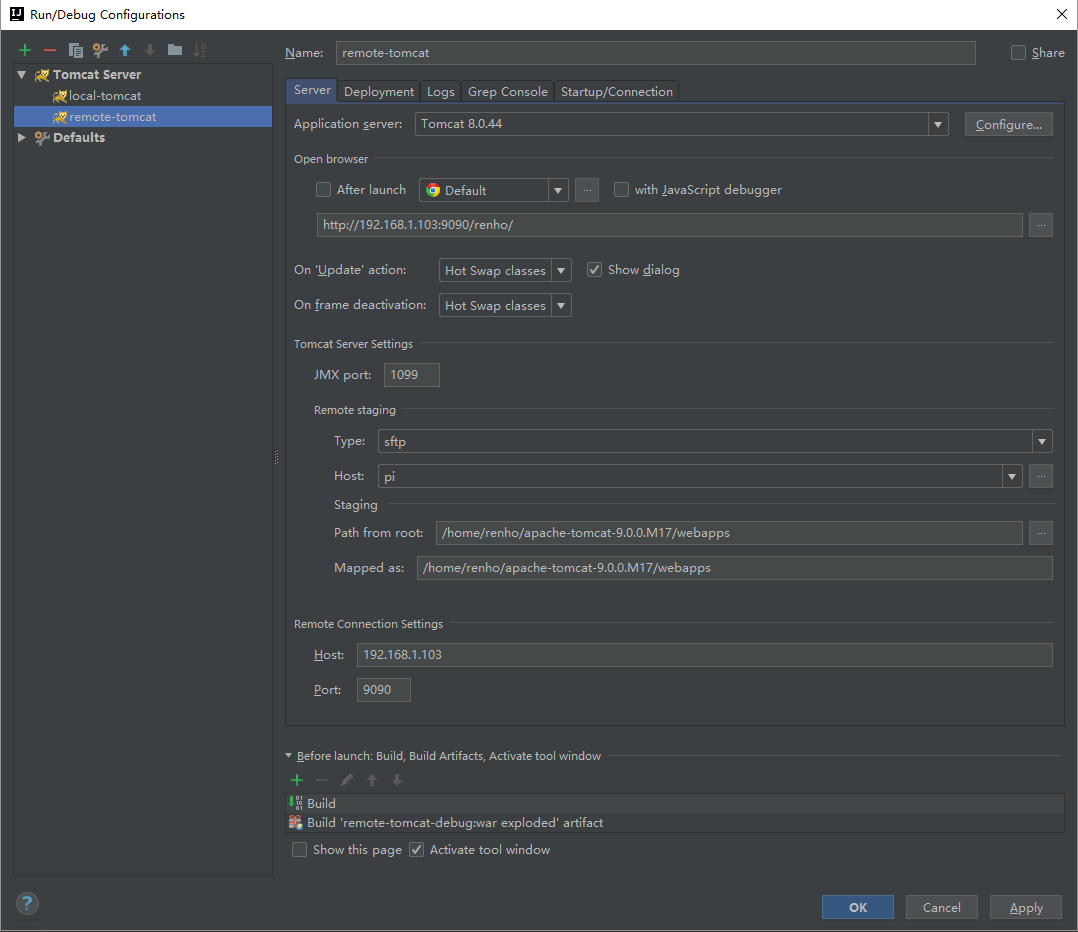 Run/Debug Configurations
Name: remote-tomcat Share
Tomcat Server
local-tomcat
remote-tomcat
Defaults
Server Deployment Logs Grep Console Startup/Connection
Application server: Tomcat 8.0.44 Configure...
Open browser
After launch Default ... with JavaScript debugger
http://192.168.1.103:9090/renho/ ...
On 'Update' action: Hot Swap classes Show dialog
On frame deactivation: Hot Swap classes
Tomcat Server Settings
JMX port: 1099
Remote staging
Type: sftp
Host: pi ...
Staging
Path from root: /home/renho/apache-tomcat-9.0.0.M17/webapps ...
Mapped as: /home/renho/apache-tomcat-9.0.0.M17/webapps
Remote Connection Settings
Host: 192.168.1.103
Port: 9090
Before launch: Build, Build Artifacts, Activate tool window
Build
Build 'remote-tomcat-debug:war exploded' artifact
Show this page Activate tool window
? OK Cancel Apply